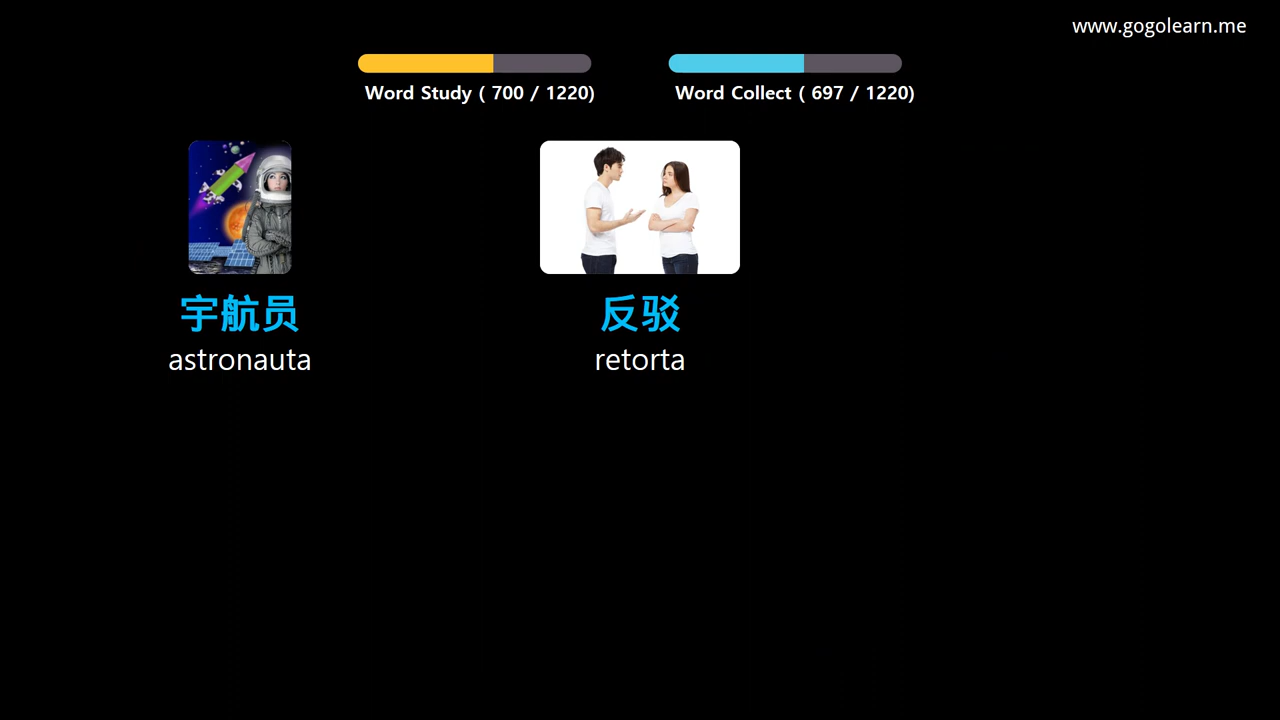 www.gogolearn.me
Word Study ( 700 / 1220)
Word Collect ( 697 / 1220)
宇航员
astronauta
反驳
retorta